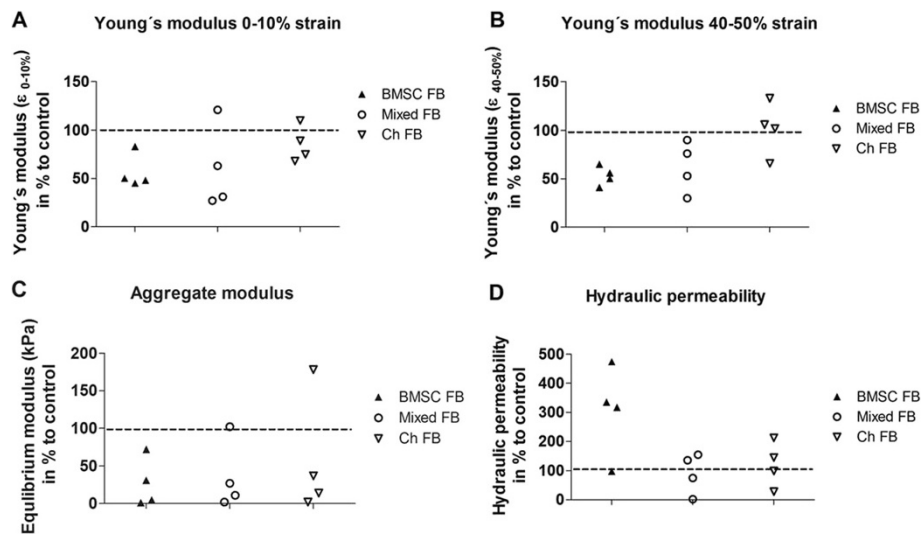 A
Young´s modulus 0-10% strain
Young´s modulus (ε 0-10%)
in % to control
150
100
50
0
BMSC FB
Mixed FB
Ch FB
B
Young´s modulus 40-50% strain
Young´s modulus (ε 40-50%)
in % to control
150
100
50
0
BMSC FB
Mixed FB
Ch FB
C
Aggregate modulus
Equlibrium modulus (kPa)
in % to control
200
150
100
50
0
BMSC FB
Mixed FB
Ch FB
D
Hydraulic permeability
Hydraulic permeability
in % to control
500
400
300
200
100
0
BMSC FB
Mixed FB
Ch FB